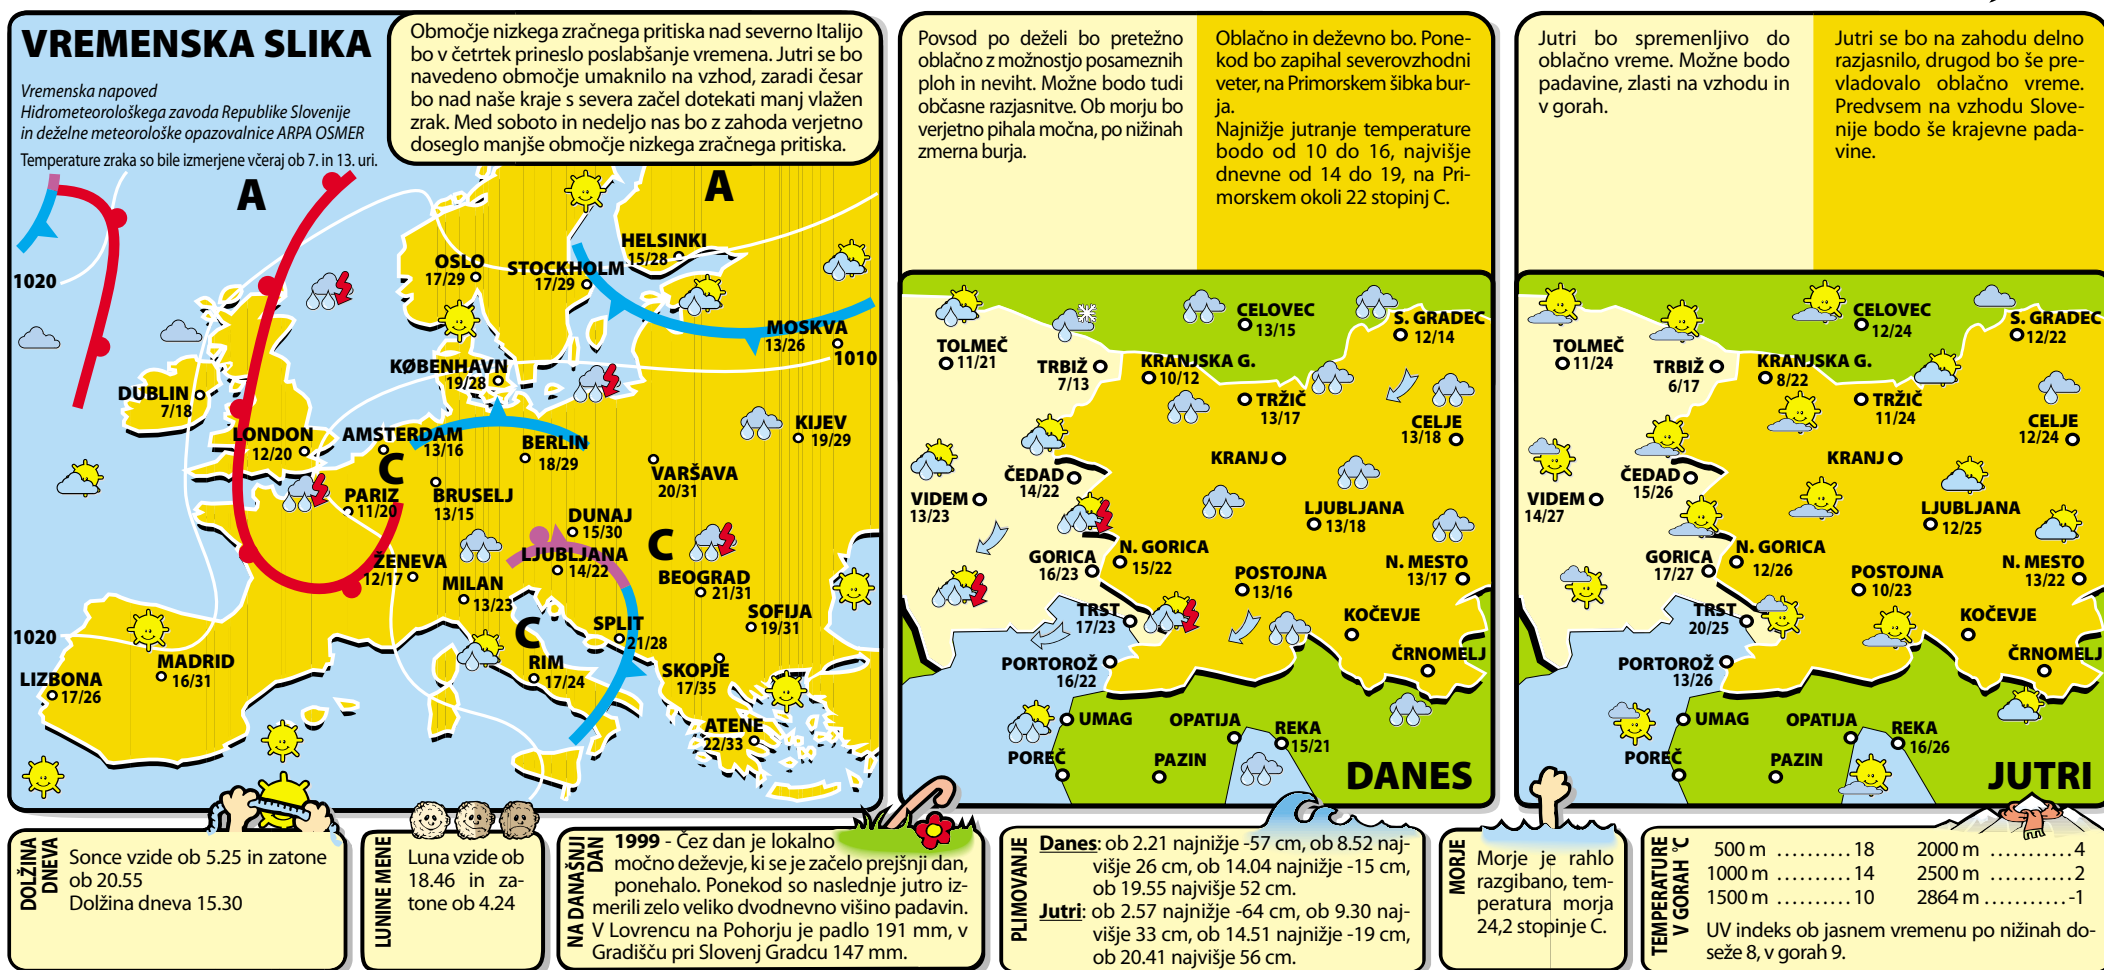 VREMENSKA SLIKA
Vremenska napoved
Hidrometeorološkega zavoda Republike Slovenije
in deželne meteorološke opazovalnice ARPA OSMER
Temperature zraka so bile izmerjene včeraj ob 7. in 13. uri.
Območje nizkega zračnega pritiska nad severno Italijo
bo v četrtek prineslo poslabšanje vremena. Jutri se bo
navedeno območje umaknilo na vzhod, zaradi česar
bo nad naše kraje s severa začel dotekati manj vlažen
zrak. Med soboto in nedeljo nas bo z zahoda verjetno
doseglo manjše območje nizkega zračnega pritiska.
A
A
1020
HELSINKI
15/28
OSLO
17/29
STOCKHOLM
17/29
MOSKVA
13/26
1010
KØBENHAVN
19/28
DUBLIN
7/18
KIJEV
19/29
LONDON
12/20
AMSTERDAM
13/16
BERLIN
18/29
C
VARŠAVA
20/31
PARIZ
11/20
BRUSELJ
13/15
DUNAJ
15/30
C
LJUBLJANA
14/22
ŽENEVA
12/17
MILAN
13/23
BEOGRAD
21/31
SOFIJA
19/31
1020
C
SPLIT
21/28
MADRID
16/31
RIM
17/24
SKOPJE
17/35
LIZBONA
17/26
ATENE
22/33
Povsod po deželi bo pretežno
oblačno z možnostjo posameznih
ploh in neviht. Možne bodo tudi
občasne razjasnitve. Ob morju bo
verjetno pihala močna, po nižinah
zmerna burja.
Oblačno in deževno bo. Pone-
kod bo zapihal severovzhodni
veter, na Primorskem šibka bur-
ja.
Najnižje jutranje temperature
bodo od 10 do 16, najvišje
dnevne od 14 do 19, na Pri-
morskem okoli 22 stopinj C.
CELOVEC
13/15
S. GRADEC
12/14
TOLMEČ
11/21
TRBIŽ
7/13
KRANJSKA G.
10/12
TRŽIČ
13/17
CELJE
13/18
KRANJ
ČEDAD
14/22
VIDEM
13/23
LJUBLJANA
13/18
GORICA
16/23
N. GORICA
15/22
POSTOJNA
13/16
N. MESTO
13/17
TRST
17/23
KOČEVJE
PORTOROŽ
16/22
ČRNOMELJ
UMAG
OPATIJA
REKA
15/21
POREČ
PAZIN
DANES
Jutri bo spremenljivo do
oblačno vreme. Možne bodo
padavine, zlasti na vzhodu in
v gorah.
Jutri se bo na zahodu delno
razjasnilo, drugod bo še pre-
vladovalo oblačno vreme.
Predvsem na vzhodu Slove-
nije bodo še krajevne pada-
vine.
CELOVEC
12/24
S. GRADEC
12/22
TOLMEČ
11/24
TRBIŽ
6/17
KRANJSKA G.
8/22
TRŽIČ
11/24
CELJE
12/24
KRANJ
ČEDAD
15/26
VIDEM
14/27
LJUBLJANA
12/25
GORICA
17/27
N. GORICA
12/26
POSTOJNA
10/23
N. MESTO
13/22
TRST
20/25
KOČEVJE
PORTOROŽ
13/26
ČRNOMELJ
UMAG
OPATIJA
REKA
16/26
POREČ
PAZIN
JUTRI
DOLŽINA
DNEVA
Sonce vzide ob 5.25 in zatone
ob 20.55
Dolžina dneva 15.30
LUNINE MENE
Luna vzide ob
18.46 in za-
tone ob 4.24
NA DANAŠNJI
DAN
1999 - Čez dan je lokalno
močno deževje, ki se je začelo prejšnji dan,
ponehalo. Ponekod so naslednje jutro iz-
merili zelo veliko dvodnevno višino padavin.
V Lovrencu na Pohorju je padlo 191 mm, v
Gradišču pri Slovenj Gradcu 147 mm.
PLIMOVANJE
Danes: ob 2.21 najnižje -57 cm, ob 8.52 naj-
višje 26 cm, ob 14.04 najnižje -15 cm,
ob 19.55 najvišje 52 cm.
Jutri: ob 2.57 najnižje -64 cm, ob 9.30 naj-
višje 33 cm, ob 14.51 najnižje -19 cm,
ob 20.41 najvišje 56 cm.
MORJE
Morje je rahlo
razgibano, tem-
peratura morja
24,2 stopinje C.
TEMPERATURE
V GORAH °C
500 m ..........18
1000 m ..........14
1500 m ..........10
2000 m ...........4
2500 m ...........2
2864 m ..........-1
UV indeks ob jasnem vremenu po nižinah do-
seže 8, v gorah 9.